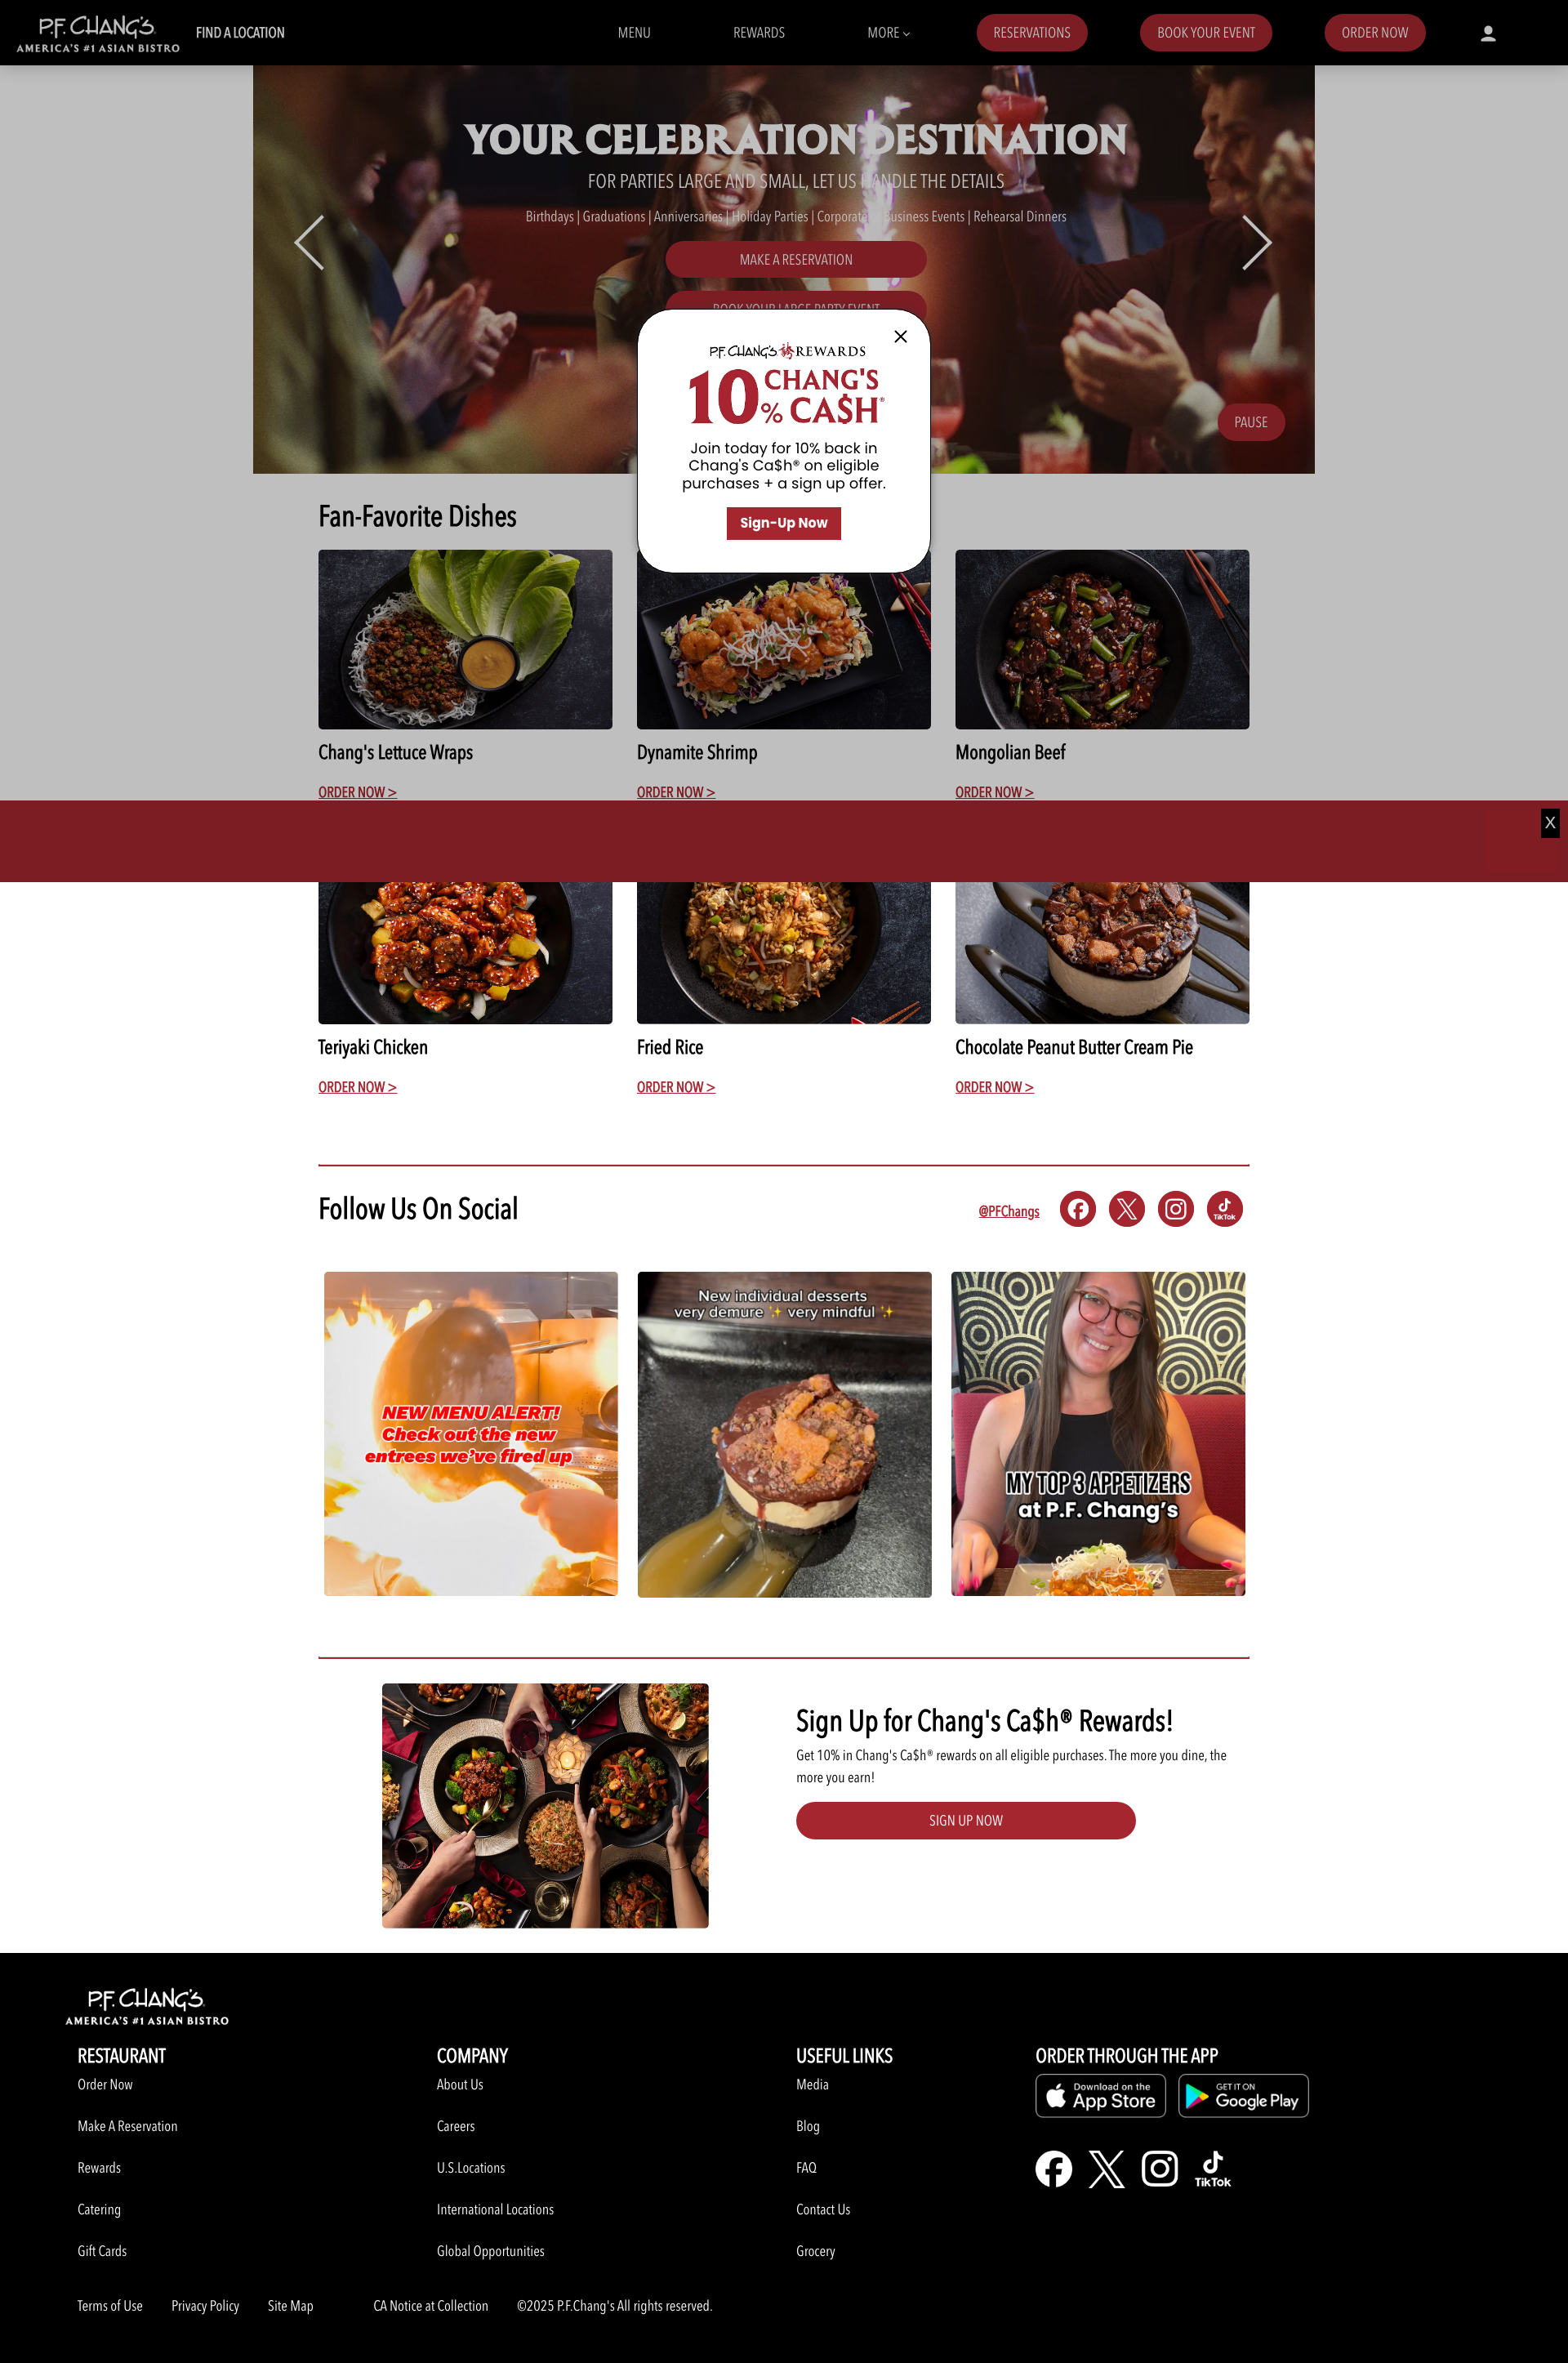 P.F. CHANG'S
AMERICA'S #1 ASIAN BISTRO
FIND A LOCATION
MENU
REWARDS
MORE
RESERVATIONS
BOOK YOUR EVENT
ORDER NOW
YOUR CELEBRATION DESTINATION
FOR PARTIES LARGE AND SMALL, LET US HANDLE THE DETAILS
Birthdays | Graduations | Anniversaries | Holiday Parties | Corporate & Business Events | Rehearsal Dinners
MAKE A RESERVATION
BOOK YOUR LARGE PARTY EVENT
PAUSE
P.F. CHANG'S REWARDS
10% CHANG'S CA$H®
Join today for 10% back in
Chang's Ca$h® on eligible
purchases + a sign up offer.
Sign-Up Now
Fan-Favorite Dishes
Chang's Lettuce Wraps
Dynamite Shrimp
Mongolian Beef
ORDER NOW >
ORDER NOW >
ORDER NOW >
X
Teriyaki Chicken
Fried Rice
Chocolate Peanut Butter Cream Pie
ORDER NOW >
ORDER NOW >
ORDER NOW >
Follow Us On Social
@PFChangs
TikTok
NEW MENU ALERT!
Check out the new
entrees we've fired up
New individual desserts
very demure ✨ very mindful ✨
MY TOP 3 APPETIZERS
at P.F. Chang's
Sign Up for Chang's Ca$h® Rewards!
Get 10% in Chang's Ca$h® rewards on all eligible purchases. The more you dine, the
more you earn!
SIGN UP NOW
P.F. CHANG'S
AMERICA'S #1 ASIAN BISTRO
RESTAURANT
Order Now
Make A Reservation
Rewards
Catering
Gift Cards
COMPANY
About Us
Careers
U.S.Locations
International Locations
Global Opportunities
USEFUL LINKS
Media
Blog
FAQ
Contact Us
Grocery
ORDER THROUGH THE APP
Download on the
App Store
GET IT ON
Google Play
TikTok
Terms of Use
Privacy Policy
Site Map
CA Notice at Collection
©2025 P.F.Chang's All rights reserved.